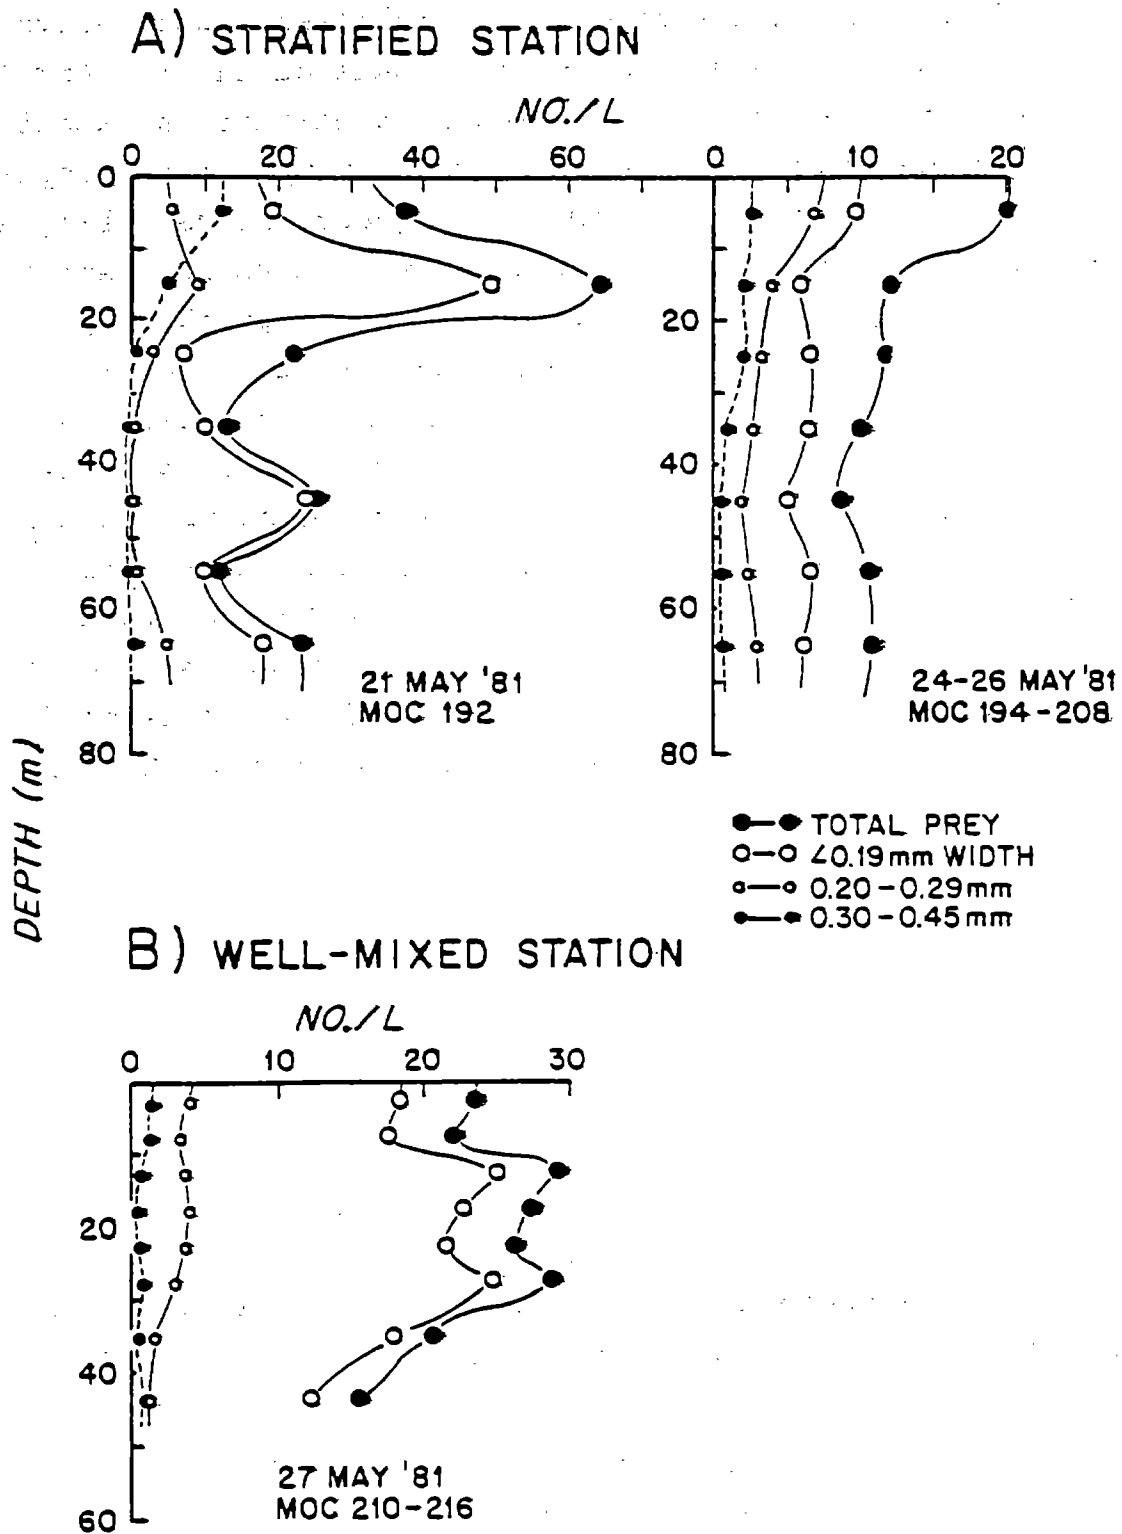 A) STRATIFIED STATION
NO./L
0 20 40 60 0 10 20
0
20 20
40 40
60 60
21 MAY '81 24-26 MAY '81
MOC 192 MOC 194-208
80 80
DEPTH (m)
TOTAL PREY
∠0.19mm WIDTH
0.20-0.29mm
0.30-0.45mm
B) WELL-MIXED STATION
NO./L
0 10 20 30
20
40
27 MAY '81
MOC 210-216
60